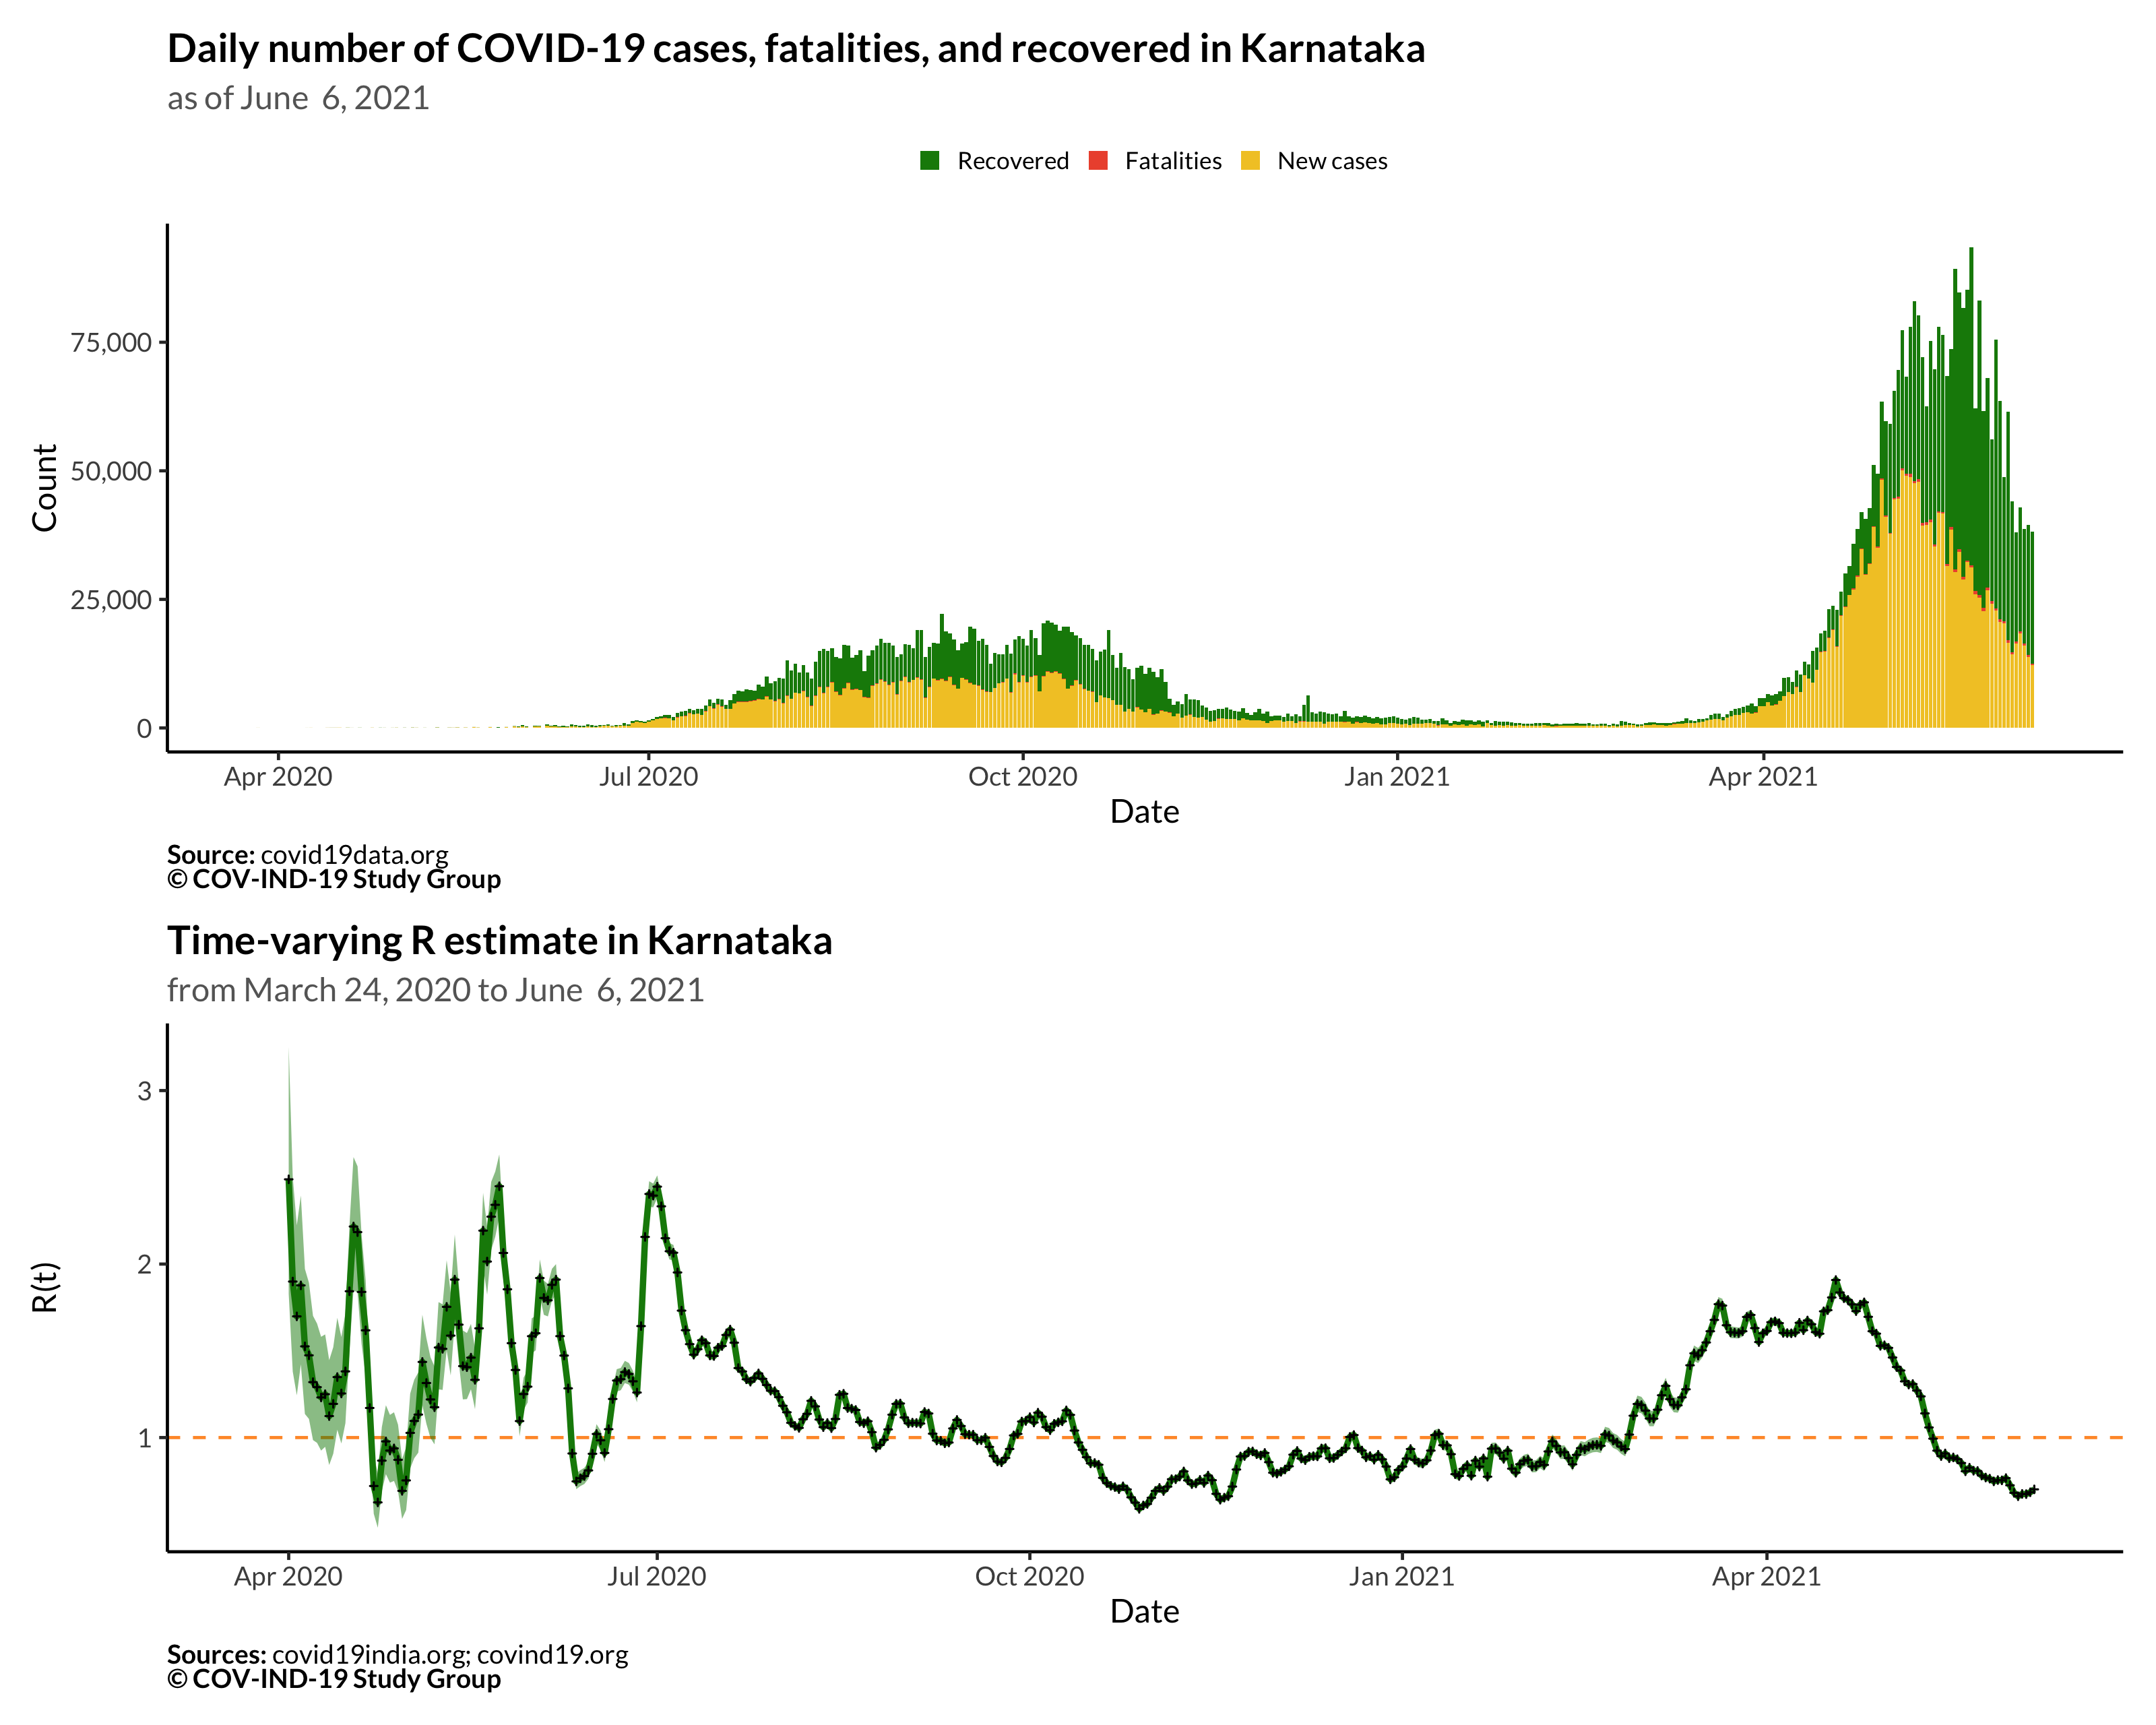 Daily number of COVID-19 cases, fatalities, and recovered in Karnataka
as of June  6, 2021
Recovered Fatalities New cases
Count
75,000
50,000
25,000
0
Apr 2020 Jul 2020 Oct 2020 Jan 2021 Apr 2021
Date
Source: covid19data.org
© COV-IND-19 Study Group
Time-varying R estimate in Karnataka
from March 24, 2020 to June  6, 2021
R(t)
3
2
1
Apr 2020 Jul 2020 Oct 2020 Jan 2021 Apr 2021
Date
Sources: covid19india.org; covind19.org
© COV-IND-19 Study Group